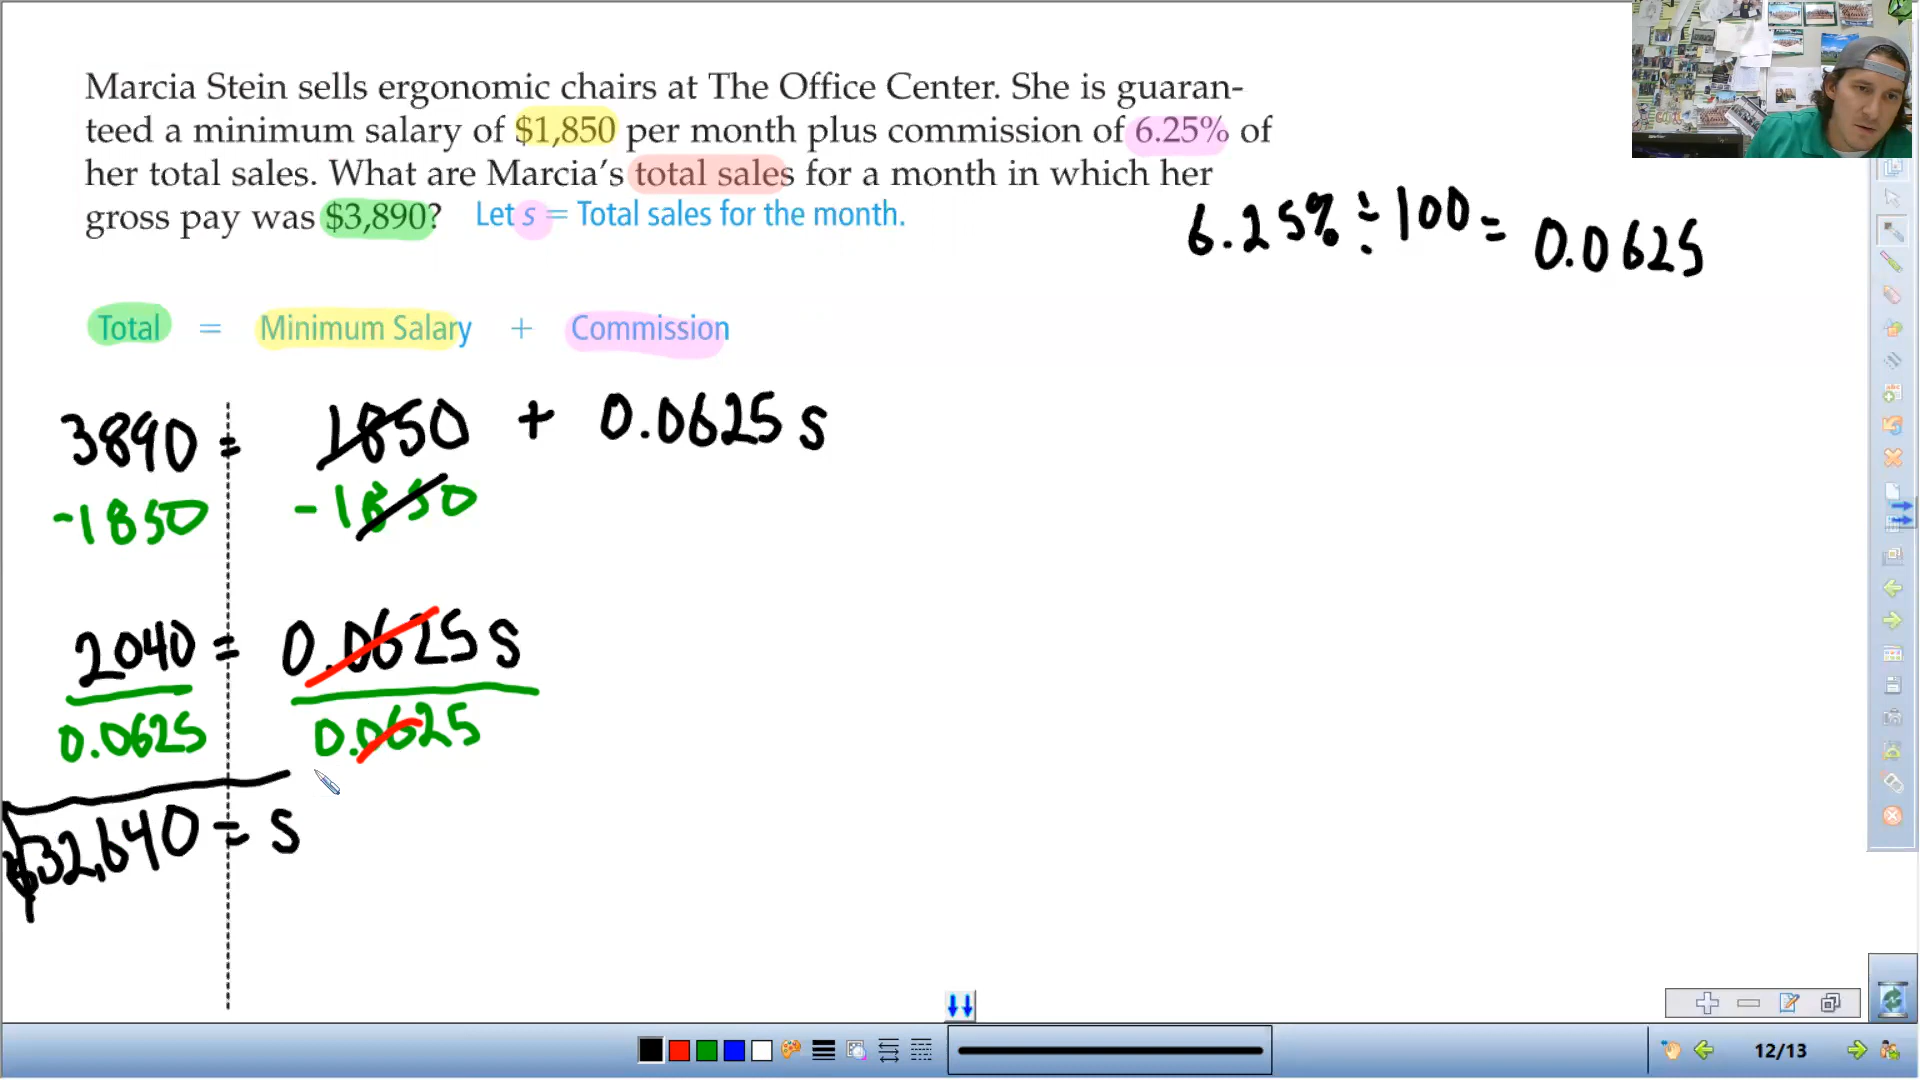 Marcia Stein sells ergonomic chairs at The Office Center. She is guaran-
teed a minimum salary of $1,850 per month plus commission of 6.25% of
her total sales. What are Marcia's total sales for a month in which her
gross pay was $3,890? Let s = Total sales for the month.
6.25% ÷ 100 = 0.0625
Total = Minimum Salary + Commission
3890 = 1850 + 0.0625 s
-1850 -1850
2040 = 0.0625 s
0.0625 0.0625
$32,640 = s
12/13